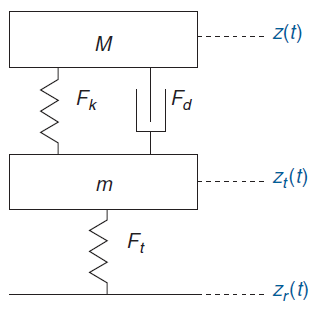 M z(t)
F_k F_d
m z_t(t)
F_t
z_r(t)